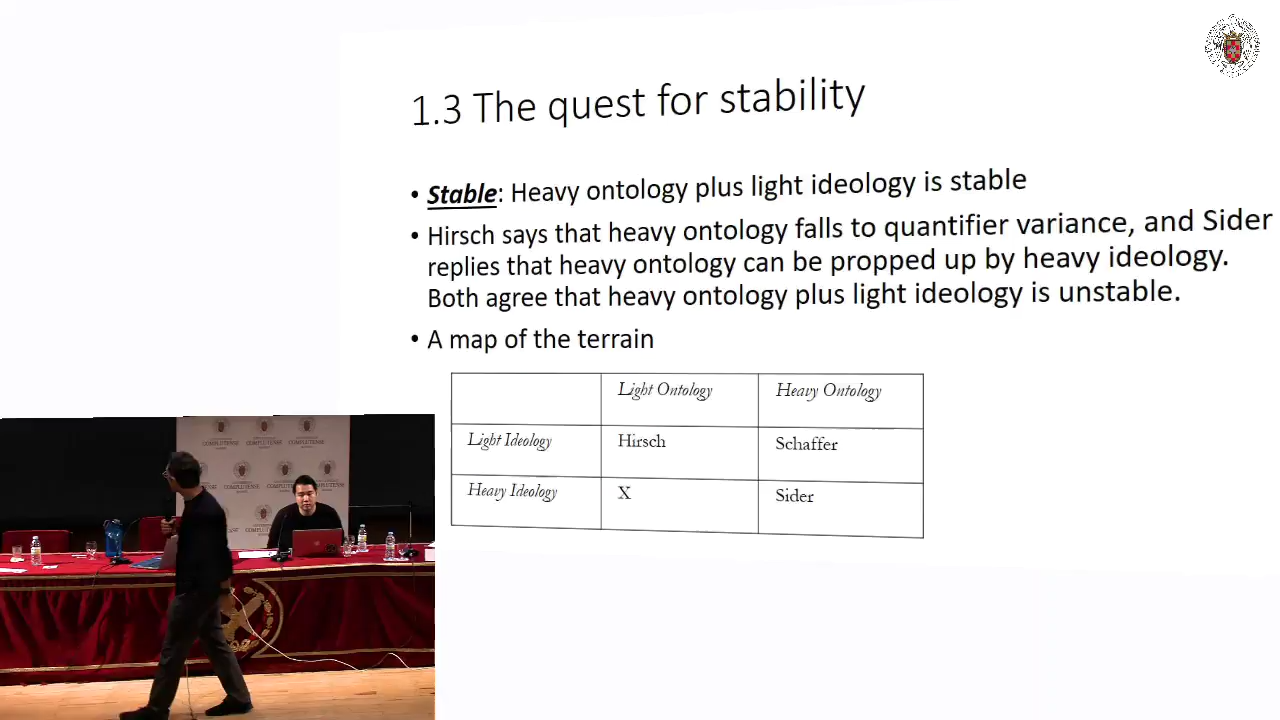 1.3 The quest for stability
• Stable: Heavy ontology plus light ideology is stable
• Hirsch says that heavy ontology falls to quantifier variance, and Sider
replies that heavy ontology can be propped up by heavy ideology.
Both agree that heavy ontology plus light ideology is unstable.
• A map of the terrain
Light Ontology Heavy Ontology
Light Ideology Hirsch Schaffer
Heavy Ideology X Sider
COMPLUTENSE COMPLUTENSE COMPLUTENSE